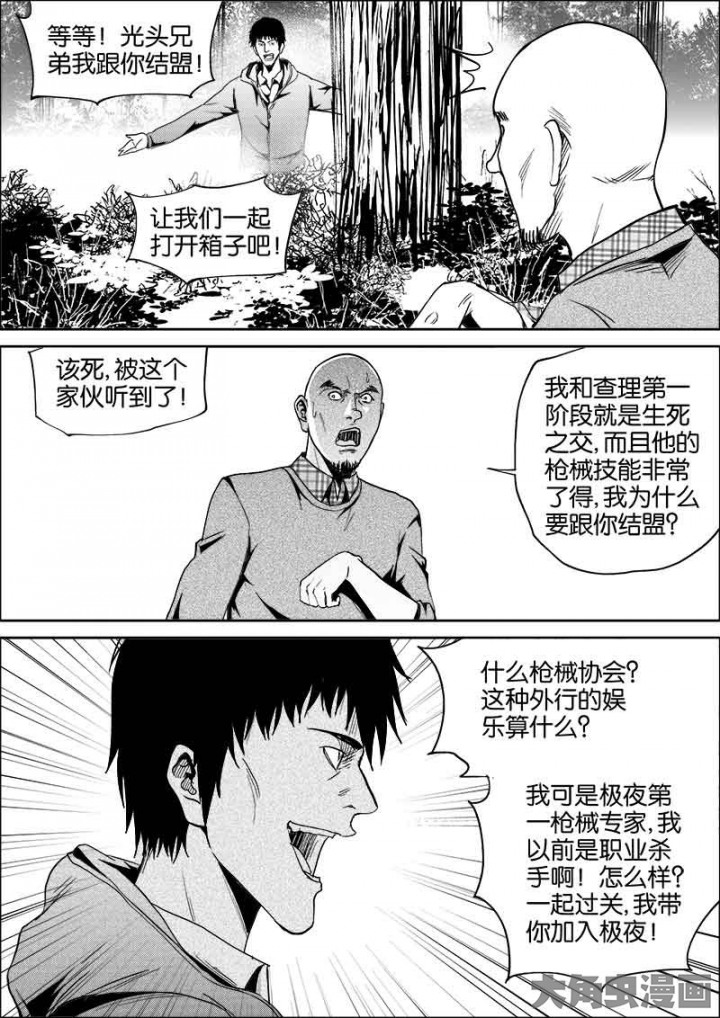 等等！光头兄
弟我跟你结盟！
让我们一起
打开箱子吧！
该死，被这个
家伙听到了！
我和查理第一
阶段就是生死
之交，而且他的
枪械技能非常
了得，我为什么
要跟你结盟？
什么枪械协会？
这种外行的娱
乐算什么？
我可是极夜第
一枪械专家，我
以前是职业杀
手啊！怎么样？
一起过关，我带
你加入极夜！
大角虫漫画